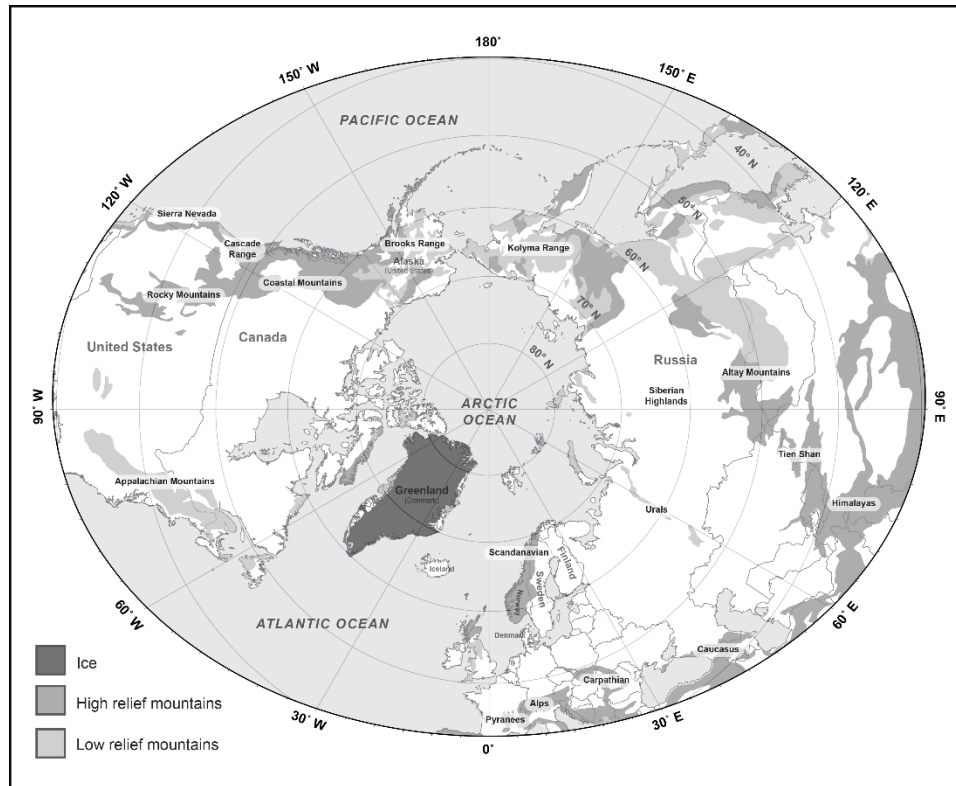 180°
150° W
150° E
PACIFIC OCEAN
40° N
120° W
120° E
Sierra Nevada
50° N
Cascade
Range
Brooks Range
Kolyma Range
Alaska
(United States)
60° N
Coastal Mountains
Rocky Mountains
70° N
United States
Canada
80° N
Russia
Altay Mountains
Siberian
Highlands
90° W
ARCTIC
OCEAN
90° E
Tien Shan
Appalachian Mountains
Greenland
(Denmark)
Himalayas
Urals
Scandanavian
Finland
Iceland
Sweden
Norway
60° W
60° E
ATLANTIC OCEAN
Denmark
Caucasus
Carpathian
Alps
Pyranees
30° W
30° E
0°
Ice
High relief mountains
Low relief mountains